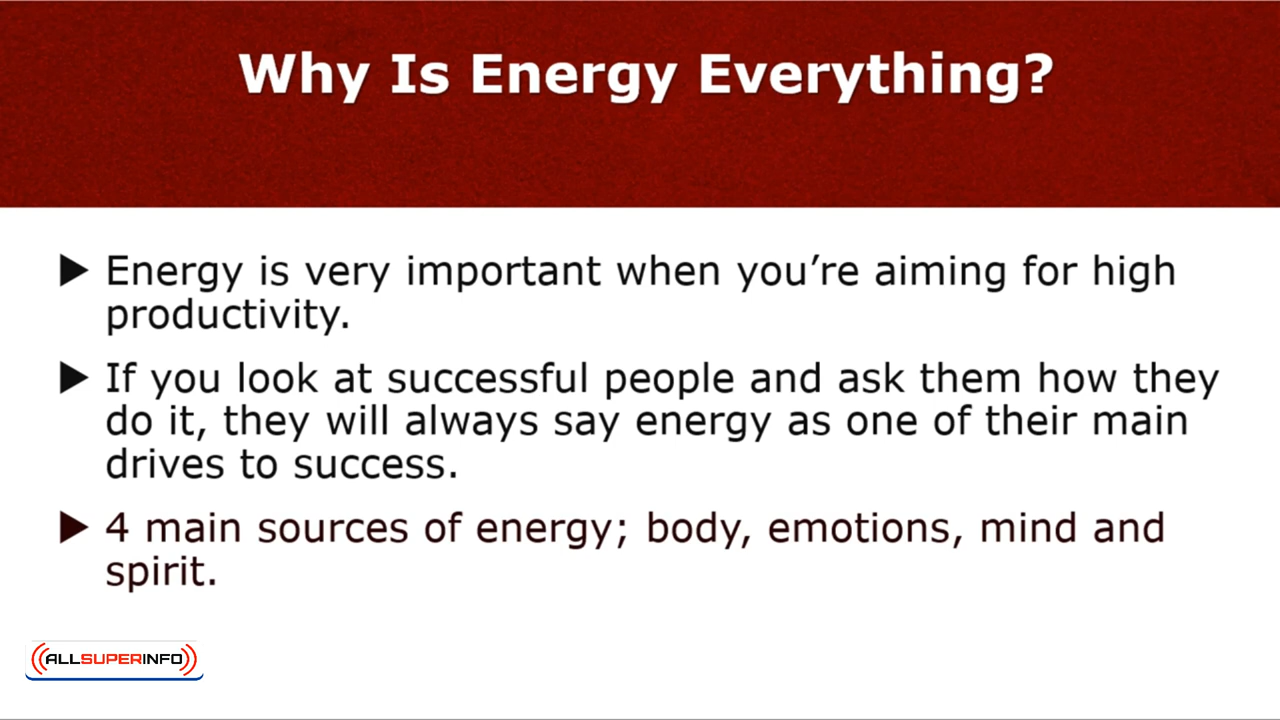 Why Is Energy Everything?
▶ Energy is very important when you’re aiming for high
productivity.
▶ If you look at successful people and ask them how they
do it, they will always say energy as one of their main
drives to success.
▶ 4 main sources of energy; body, emotions, mind and
spirit.
ALLSUPERINFO